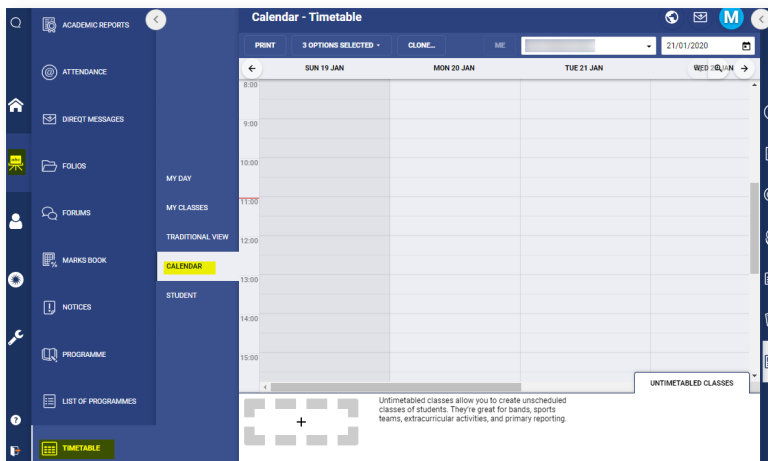 Calendar - Timetable
M
PRINT
3 OPTIONS SELECTED
CLONE...
ME
21/01/2020
SUN 19 JAN
MON 20 JAN
TUE 21 JAN
8:00
9:00
10:00
11:00
12:00
13:00
14:00
15:00
ACADEMIC REPORTS
ATTENDANCE
DIREQT MESSAGES
FOLIOS
FORUMS
MARKS BOOK
NOTICES
PROGRAMME
LIST OF PROGRAMMES
TIMETABLE
MY DAY
MY CLASSES
TRADITIONAL VIEW
CALENDAR
STUDENT
UNTIMETABLED CLASSES
Untimetabled classes allow you to create unscheduled
classes of students. They're great for bands, sports
teams, extracurricular activities, and primary reporting.